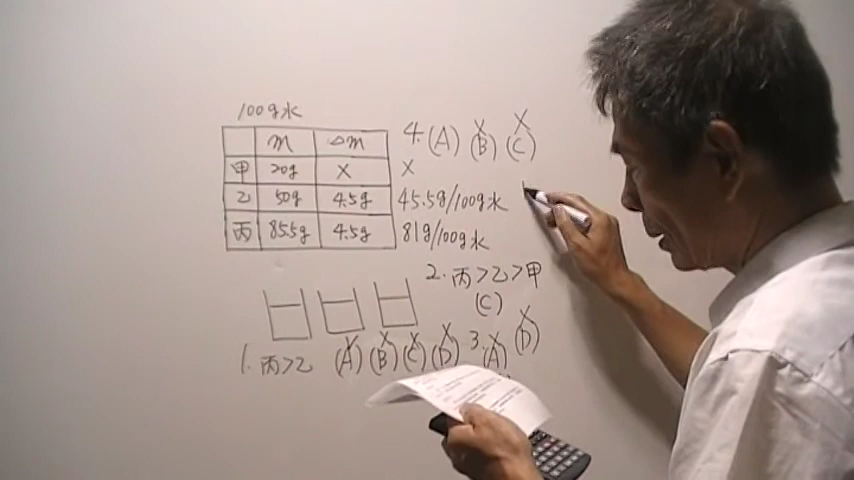 100g水
m △m
甲 20g X X
乙 50g 4.5g 45.5g/100g水
丙 85.5g 4.5g 81g/100g水
4. (A) (B) (C)
X X
2. 丙>乙>甲
(C)
1. 丙>乙 (A) (B) (C) (D)
X X X X
3. (A) (D)
X X